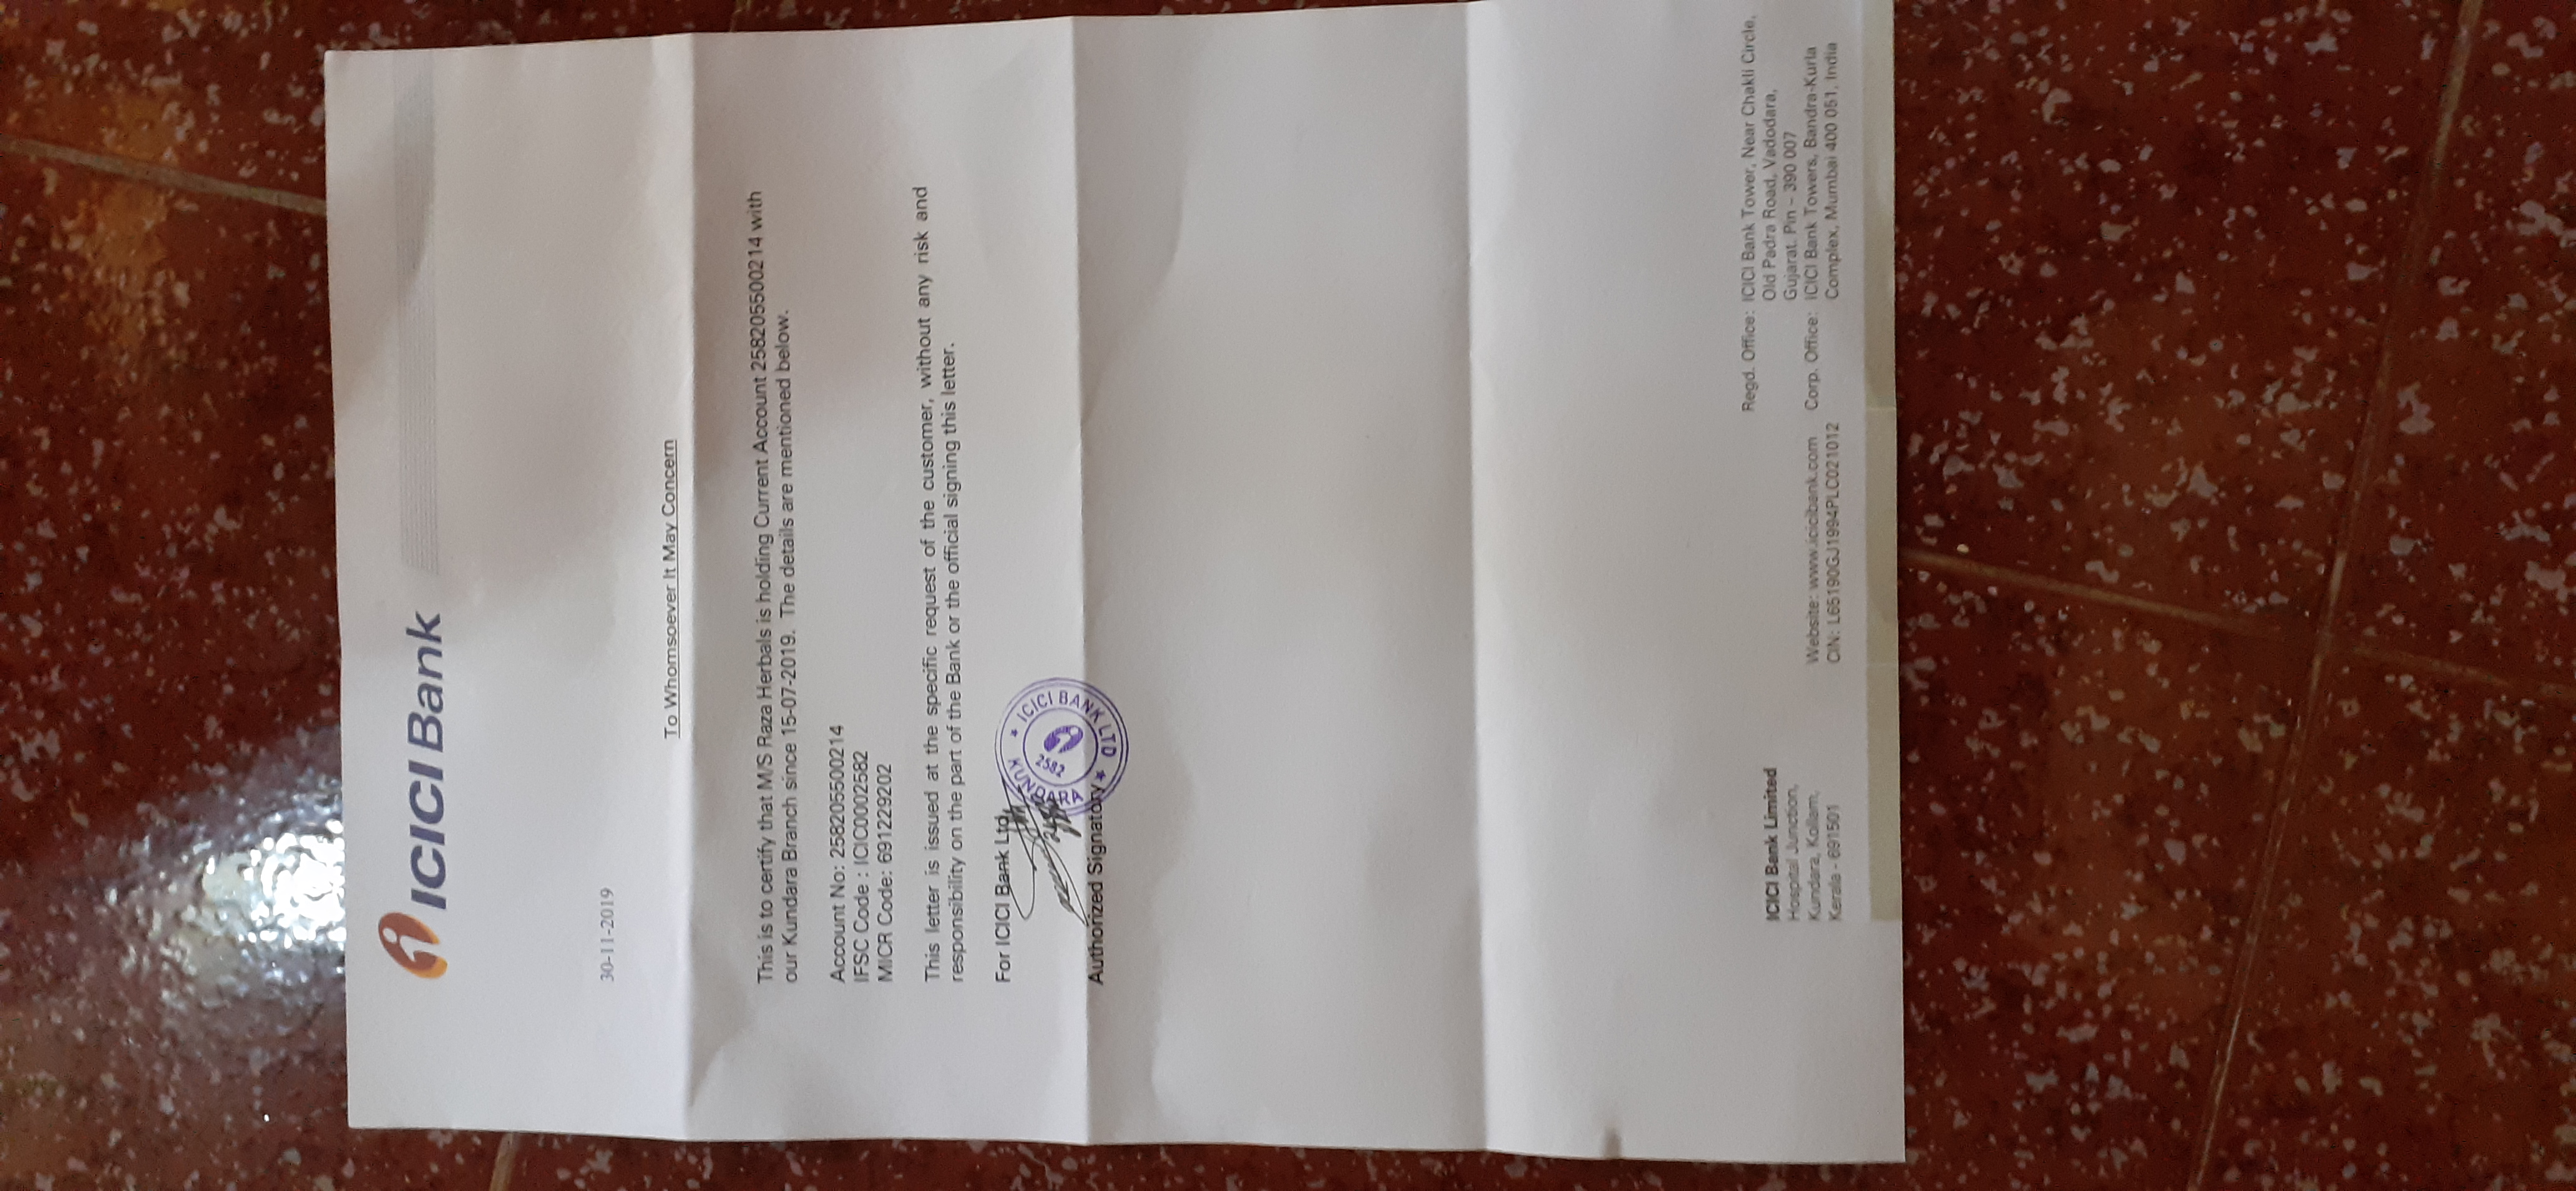 ICICI Bank
30-11-2019
To Whomsoever It May Concern
This is to certify that M/S Raza Herbals is holding Current Account 258205500214 with
our Kundara Branch since 15-07-2019. The details are mentioned below.
Account No: 258205500214
IFSC Code : ICIC0002582
MICR Code: 691229202
This letter is issued at the specific request of the customer, without any risk and
responsibility on the part of the Bank or the official signing this letter.
For ICICI Bank Ltd,
ICICI BANK LTD * KUNDARA *
2582
Authorized Signatory
ICICI Bank Limited
Hospital Junction,
Kundara, Kollam,
Kerala - 691501
Website: www.icicibank.com
CIN: L65190GJ1994PLC021012
Regd. Office: ICICI Bank Tower, Near Chakli Circle,
Old Padra Road, Vadodara,
Gujarat. Pin – 390 007
Corp. Office: ICICI Bank Towers, Bandra-Kurla
Complex, Mumbai 400 051, India